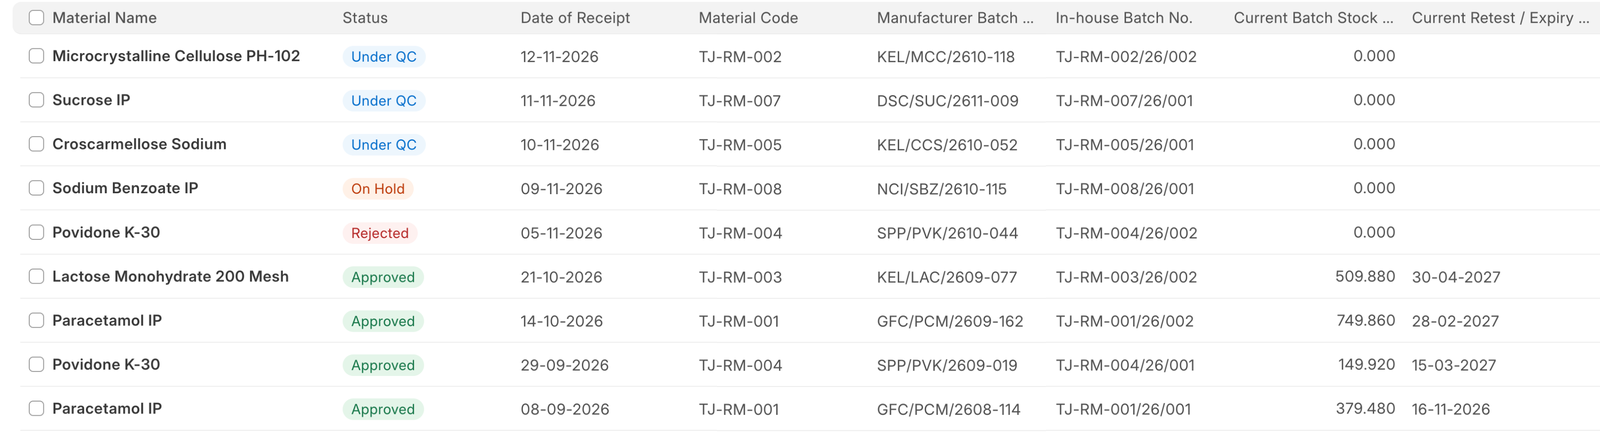 Material Name Status Date of Receipt Material Code Manufacturer Batch ... In-house Batch No. Current Batch Stock ... Current Retest / Expiry ...
Microcrystalline Cellulose PH-102 Under QC 12-11-2026 TJ-RM-002 KEL/MCC/2610-118 TJ-RM-002/26/002 0.000
Sucrose IP Under QC 11-11-2026 TJ-RM-007 DSC/SUC/2611-009 TJ-RM-007/26/001 0.000
Croscarmellose Sodium Under QC 10-11-2026 TJ-RM-005 KEL/CCS/2610-052 TJ-RM-005/26/001 0.000
Sodium Benzoate IP On Hold 09-11-2026 TJ-RM-008 NCI/SBZ/2610-115 TJ-RM-008/26/001 0.000
Povidone K-30 Rejected 05-11-2026 TJ-RM-004 SPP/PVK/2610-044 TJ-RM-004/26/002 0.000
Lactose Monohydrate 200 Mesh Approved 21-10-2026 TJ-RM-003 KEL/LAC/2609-077 TJ-RM-003/26/002 509.880 30-04-2027
Paracetamol IP Approved 14-10-2026 TJ-RM-001 GFC/PCM/2609-162 TJ-RM-001/26/002 749.860 28-02-2027
Povidone K-30 Approved 29-09-2026 TJ-RM-004 SPP/PVK/2609-019 TJ-RM-004/26/001 149.920 15-03-2027
Paracetamol IP Approved 08-09-2026 TJ-RM-001 GFC/PCM/2608-114 TJ-RM-001/26/001 379.480 16-11-2026